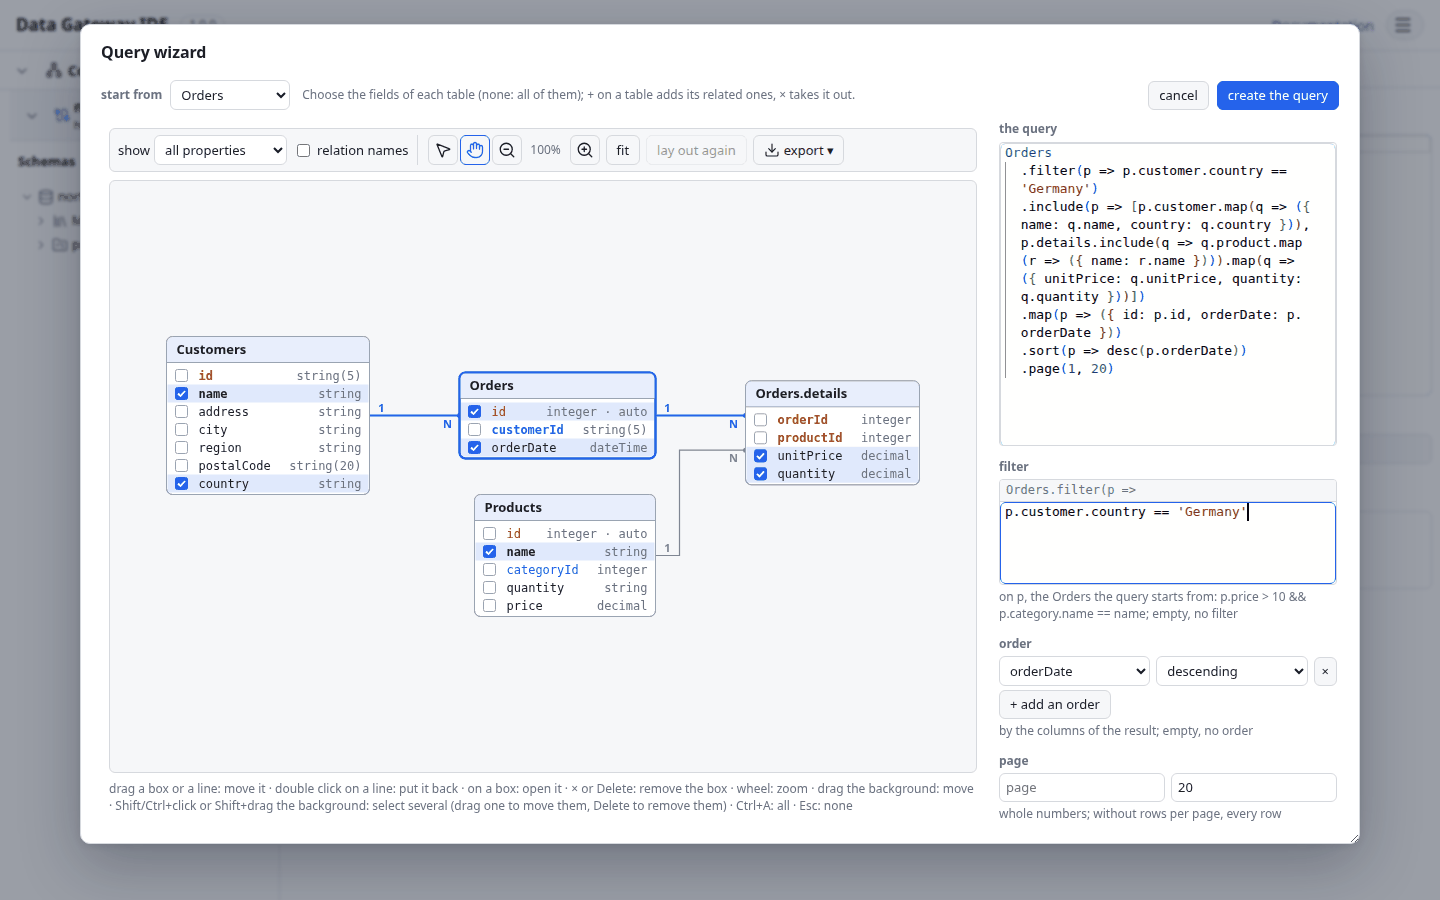 Data Gateway IDE
Documentation
Schemas
Query wizard
start from
Orders
Choose the fields of each table (none: all of them); + on a table adds its related ones, × takes it out.
cancel
create the query
show
all properties
relation names
100%
fit
lay out again
export ▾
Customers
id string(5)
name string
address string
city string
region string
postalCode string(20)
country string
1
N
Orders
id integer · auto
customerId string(5)
orderDate dateTime
1
N
N
Orders.details
orderId integer
productId integer
unitPrice decimal
quantity decimal
Products
id integer · auto
name string
categoryId integer
quantity string
price decimal
1
drag a box or a line: move it · double click on a line: put it back · on a box: open it · × or Delete: remove the box · wheel: zoom · drag the background: move
· Shift/Ctrl+click or Shift+drag the background: select several (drag one to move them, Delete to remove them) · Ctrl+A: all · Esc: none
the query
Orders
.filter(p => p.customer.country ==
'Germany')
.include(p => [p.customer.map(q => ({
name: q.name, country: q.country })),
p.details.include(q => q.product.map
(r => ({ name: r.name }))).map(q =>
({ unitPrice: q.unitPrice, quantity:
q.quantity }))])
.map(p => ({ id: p.id, orderDate: p.
orderDate }))
.sort(p => desc(p.orderDate))
.page(1, 20)
filter
Orders.filter(p =>
p.customer.country == 'Germany'
on p, the Orders the query starts from: p.price > 10 &&
p.category.name == name; empty, no filter
order
orderDate
descending
×
+ add an order
by the columns of the result; empty, no order
page
page
20
whole numbers; without rows per page, every row